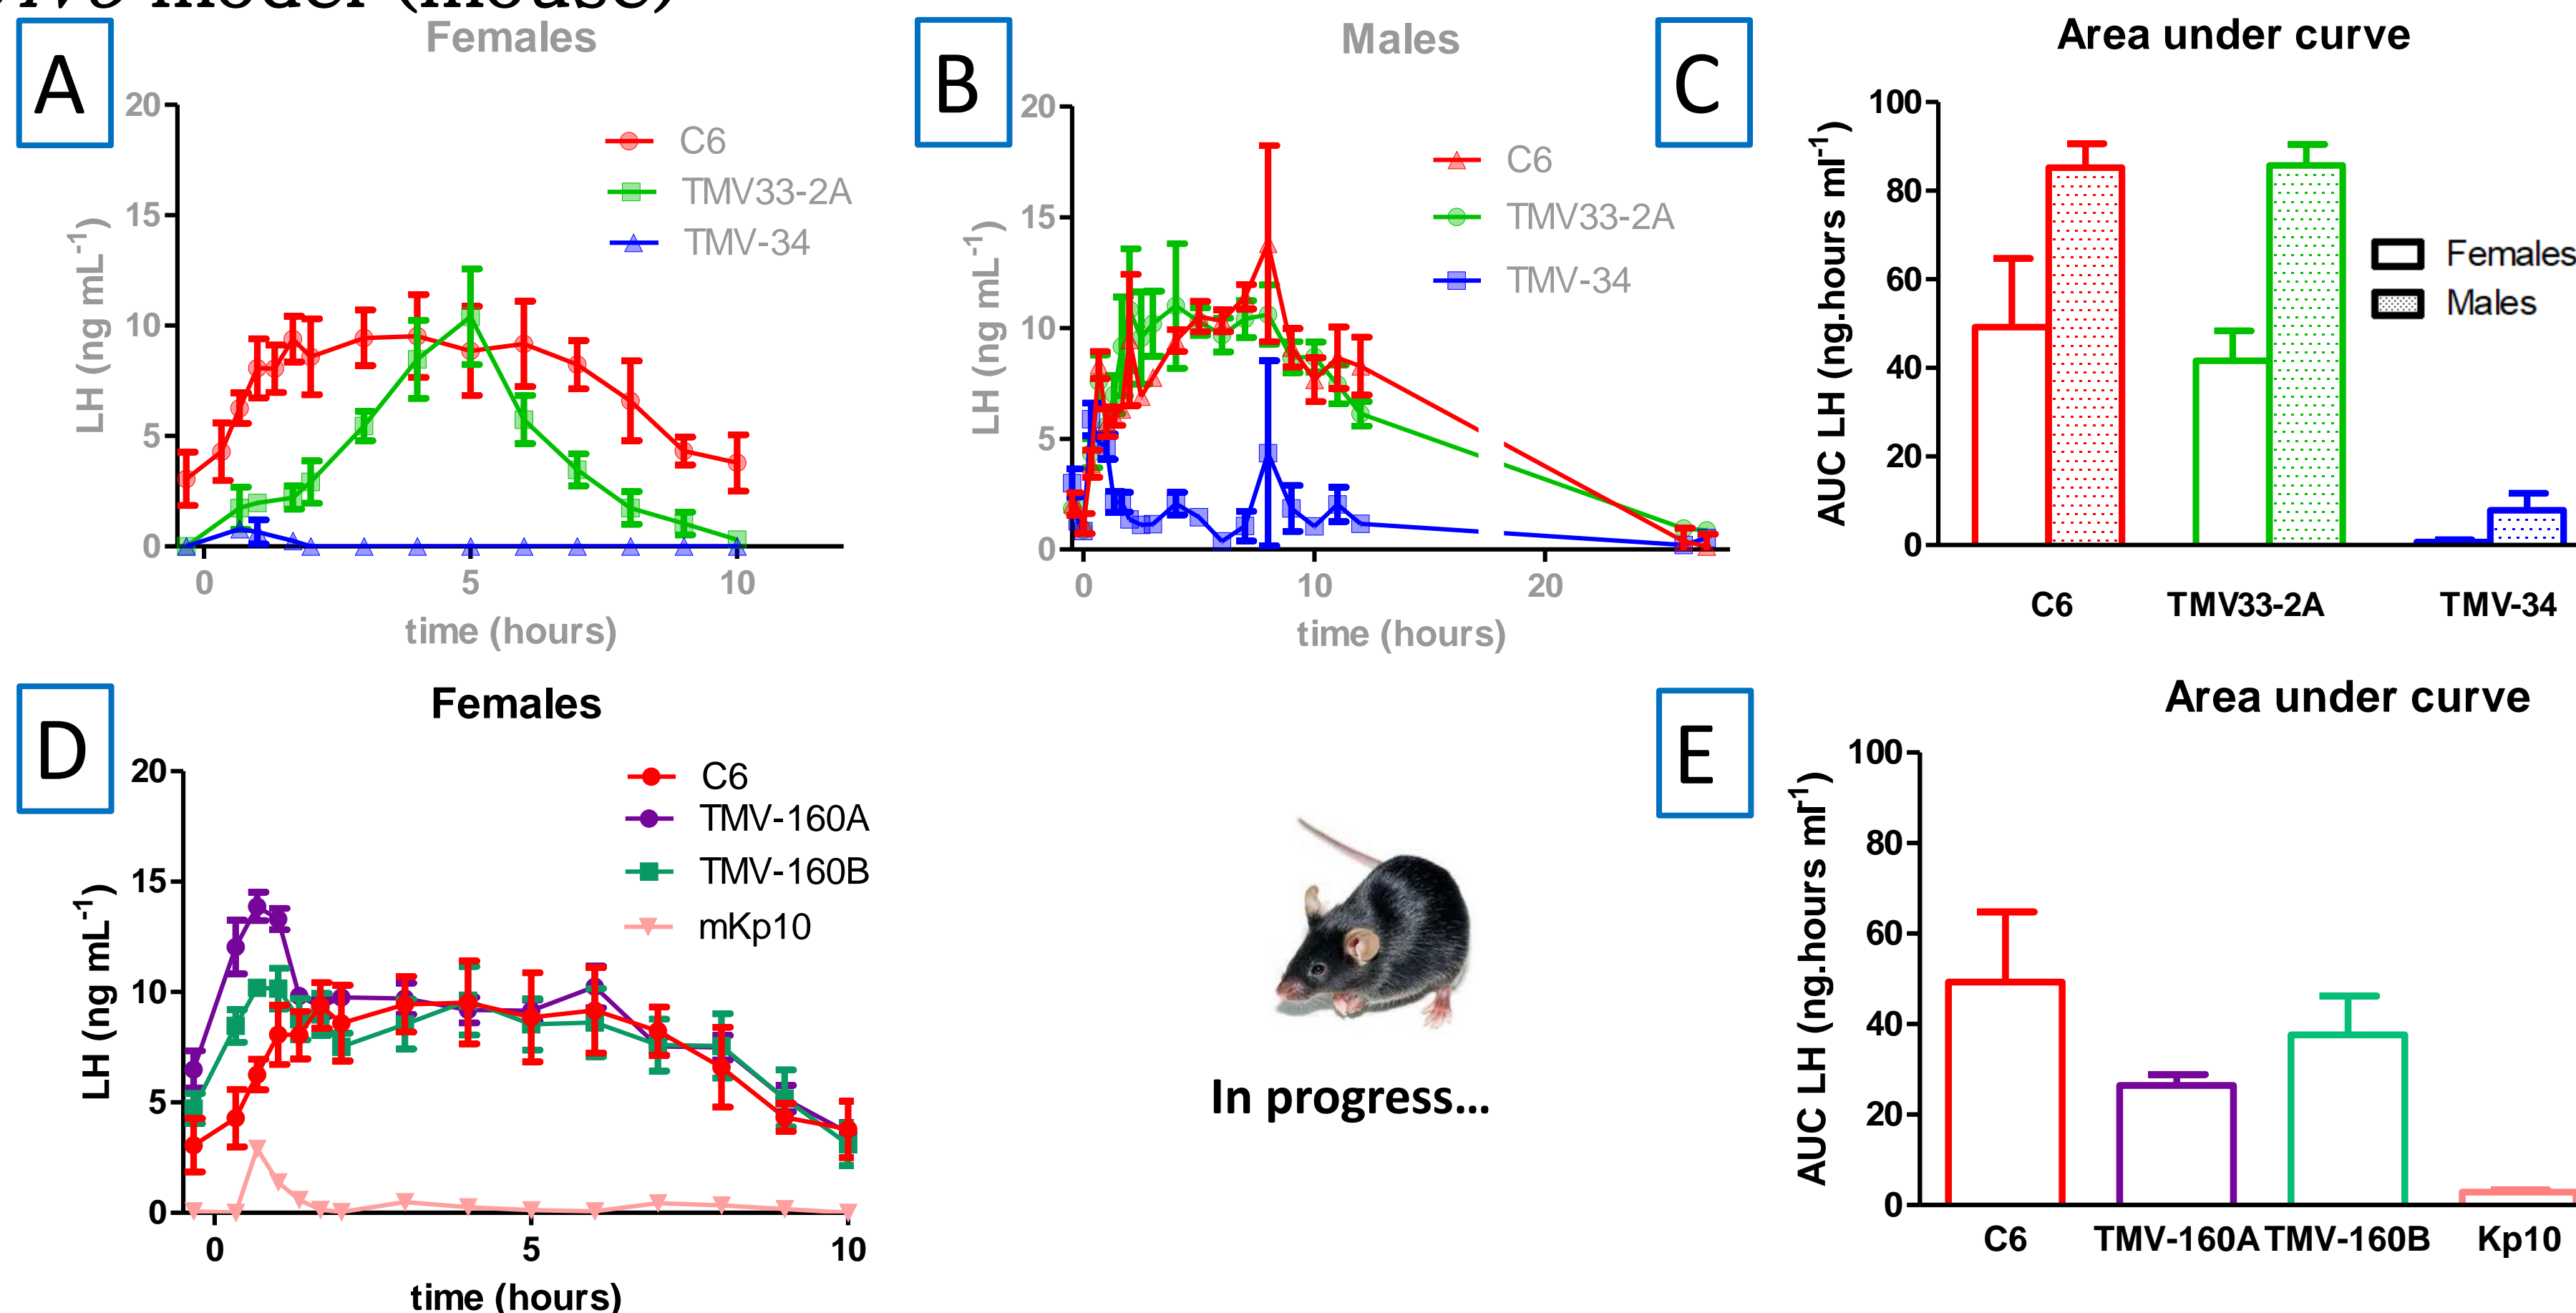 model (mouse)
A
Females
20
15
10
5
0
LH (ng mL-1)
C6
TMV33-2A
TMV-34
0 5 10
time (hours)
B
Males
20
15
10
5
0
LH (ng mL-1)
C6
TMV33-2A
TMV-34
0 10 20
time (hours)
C
Area under curve
100
80
60
40
20
0
AUC LH (ng.hours ml-1)
Females
Males
C6 TMV33-2A TMV-34
D
Females
20
15
10
5
0
LH (ng mL-1)
C6
TMV-160A
TMV-160B
mKp10
0 5 10
time (hours)
In progress...
E
Area under curve
100
80
60
40
20
0
AUC LH (ng.hours ml-1)
C6 TMV-160A TMV-160B Kp10